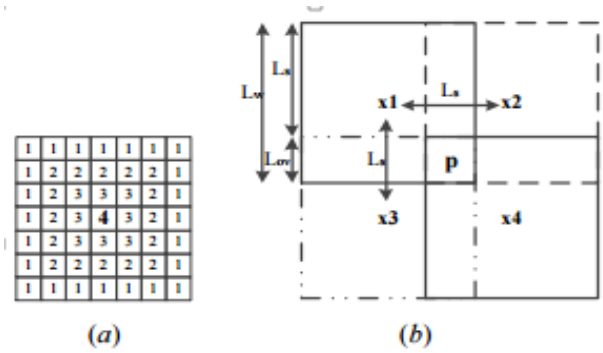 Lw
Ls
Ls
x1
x2
Lov
Ls
p
x3
x4
1 1 1 1 1 1 1
1 2 2 2 2 2 1
1 2 3 3 3 2 1
1 2 3 4 3 2 1
1 2 3 3 3 2 1
1 2 2 2 2 2 1
1 1 1 1 1 1 1
(a)
(b)